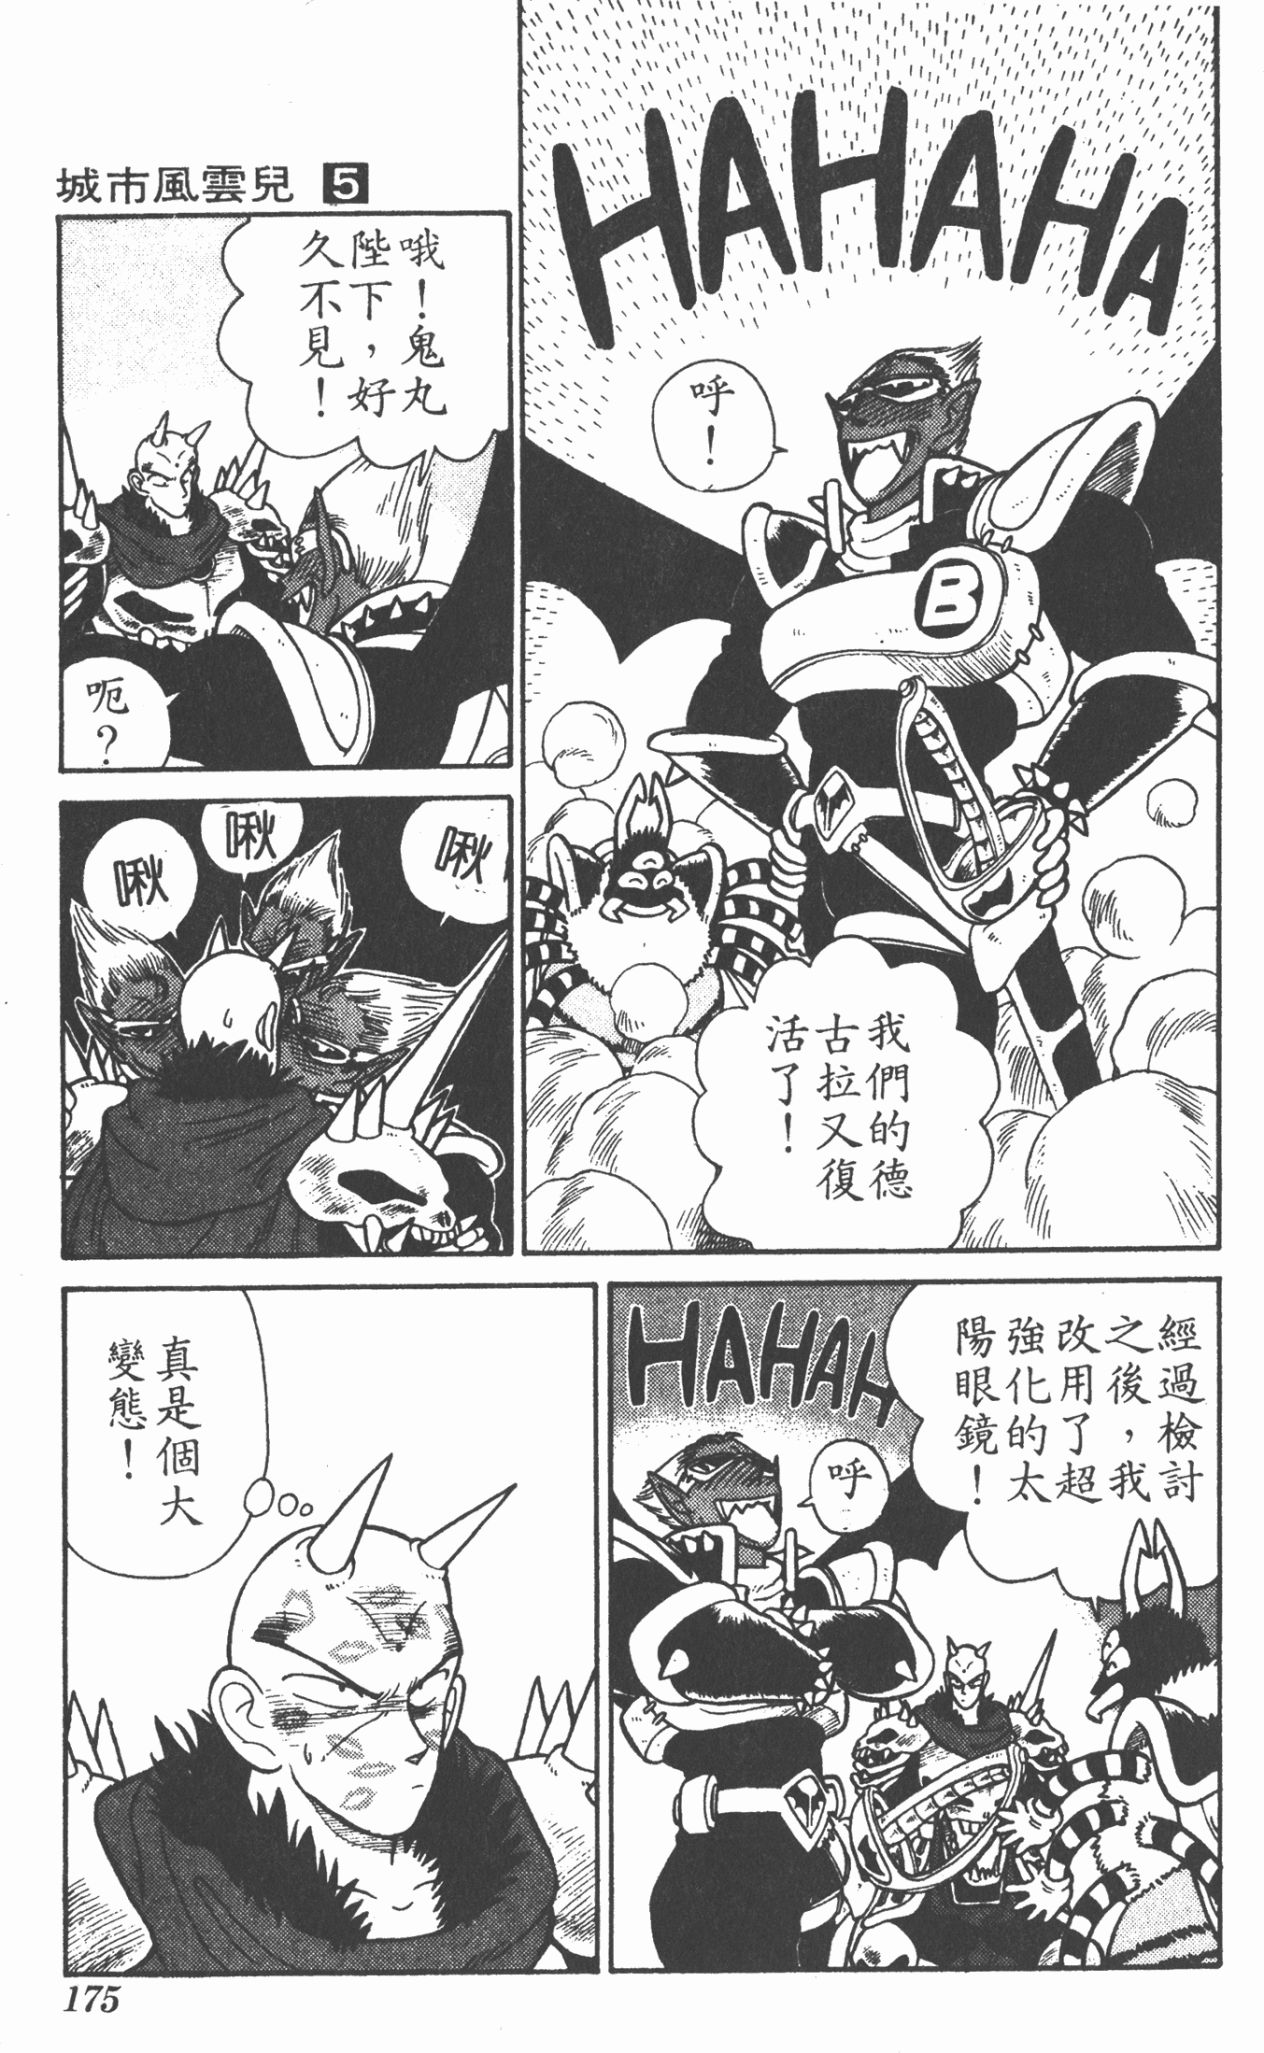 城市風雲兒 5
HAHAHA
呼！
我們的德
古拉又復
活了！
哦！鬼丸
陛下，好
久不見！
呃？
啾
啾
啾
經過檢討
之後，我
改用了超
強化的太
陽眼鏡！
HAHAH
呼
真是個大
變態！
175